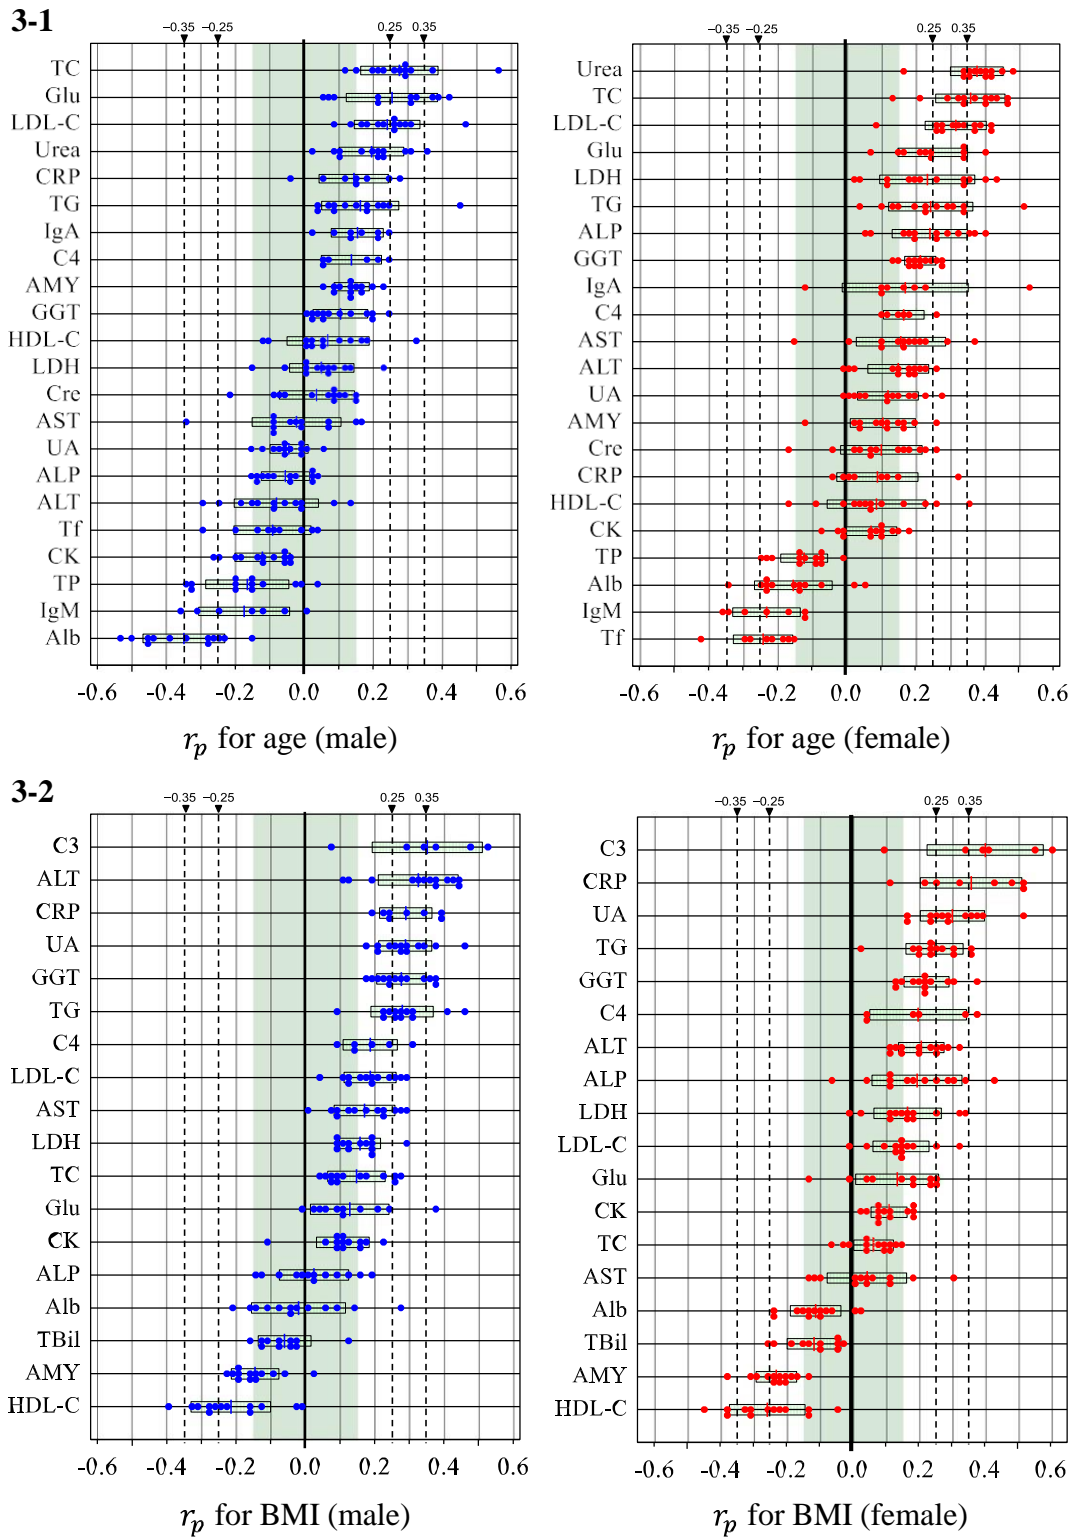 3-1
−0.35 −0.25 0.25 0.35
TC
Glu
LDL-C
Urea
CRP
TG
IgA
C4
AMY
GGT
HDL-C
LDH
Cre
AST
UA
ALP
ALT
Tf
CK
TP
IgM
Alb
-0.6 -0.4 -0.2 0.0 0.2 0.4 0.6
rp for age (male)
−0.35 −0.25 0.25 0.35
Urea
TC
LDL-C
Glu
LDH
TG
ALP
GGT
IgA
C4
AST
ALT
UA
AMY
Cre
CRP
HDL-C
CK
TP
Alb
IgM
Tf
-0.6 -0.4 -0.2 0.0 0.2 0.4 0.6
rp for age (female)
3-2
−0.35 −0.25 0.25 0.35
C3
ALT
CRP
UA
GGT
TG
C4
LDL-C
AST
LDH
TC
Glu
CK
ALP
Alb
TBil
AMY
HDL-C
-0.6 -0.4 -0.2 0.0 0.2 0.4 0.6
rp for BMI (male)
−0.35 −0.25 0.25 0.35
C3
CRP
UA
TG
GGT
C4
ALT
ALP
LDH
LDL-C
Glu
CK
TC
AST
Alb
TBil
AMY
HDL-C
-0.6 -0.4 -0.2 0.0 0.2 0.4 0.6
rp for BMI (female)